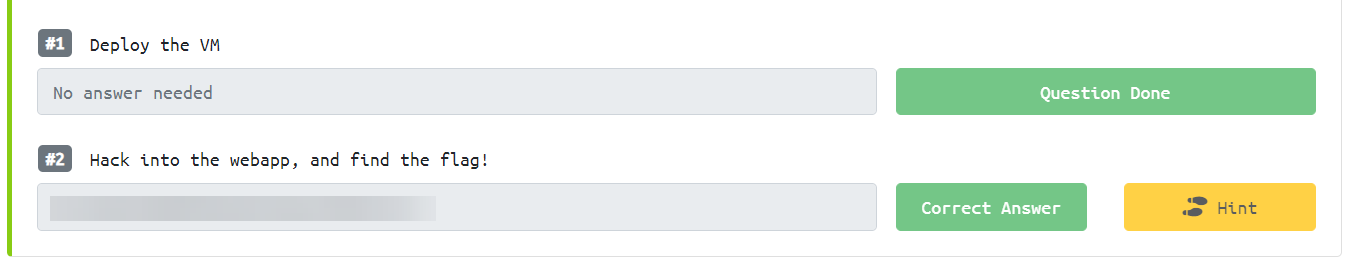 #1 Deploy the VM
No answer needed
Question Done
#2 Hack into the webapp, and find the flag!
Correct Answer
Hint